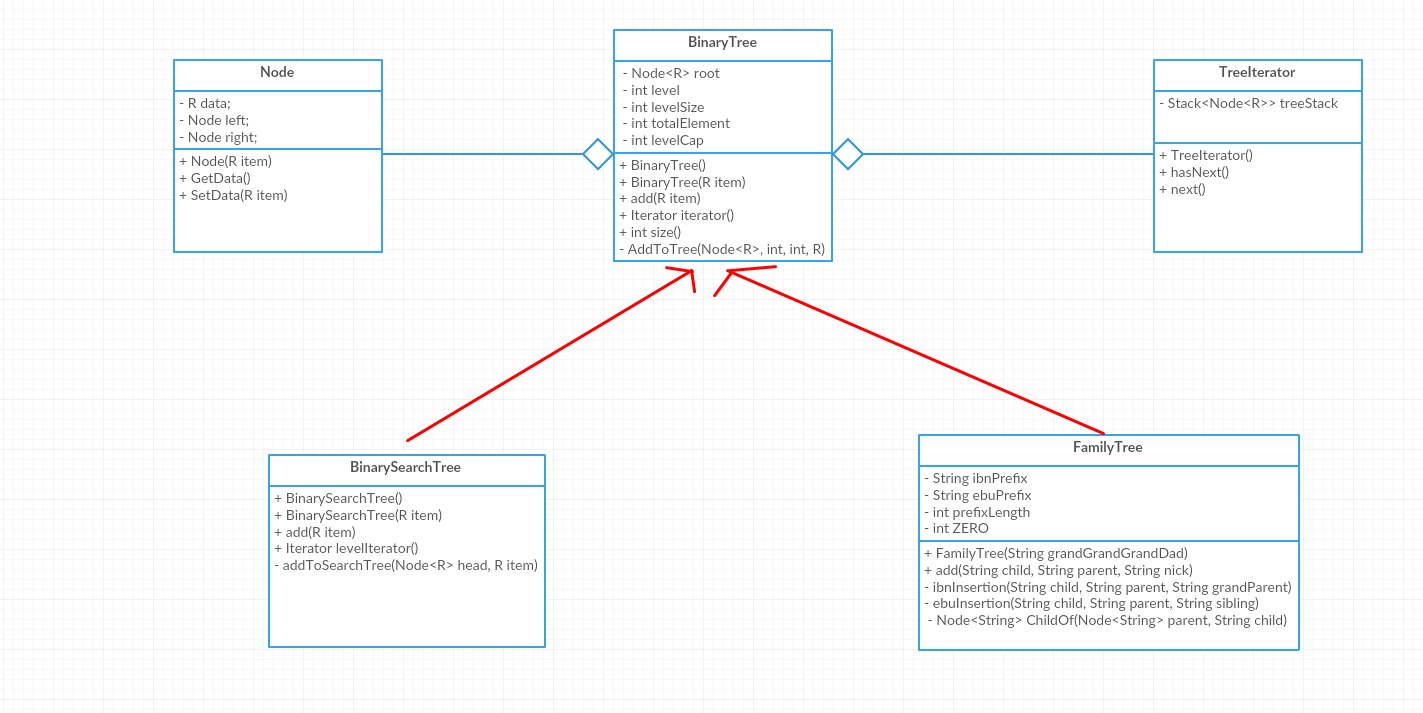 Node
- R data;
- Node left;
- Node right;
+ Node(R item)
+ GetData()
+ SetData(R item)
BinaryTree
- Node<R> root
- int level
- int levelSize
- int totalElement
- int levelCap
+ BinaryTree()
+ BinaryTree(R item)
+ add(R item)
+ Iterator iterator()
+ int size()
- AddToTree(Node<R>, int, int, R)
TreeIterator
- Stack<Node<R>> treeStack
+ TreeIterator()
+ hasNext()
+ next()
BinarySearchTree
+ BinarySearchTree()
+ BinarySearchTree(R item)
+ add(R item)
+ Iterator levelIterator()
- addToSearchTree(Node<R> head, R item)
FamilyTree
- String ibnPrefix
- String ebuPrefix
- int prefixLength
- int ZERO
+ FamilyTree(String grandGrandGrandDad)
+ add(String child, String parent, String nick)
- ibnInsertion(String child, String parent, String grandParent)
- ebuInsertion(String child, String parent, String sibling)
- Node<String> ChildOf(Node<String> parent, String child)